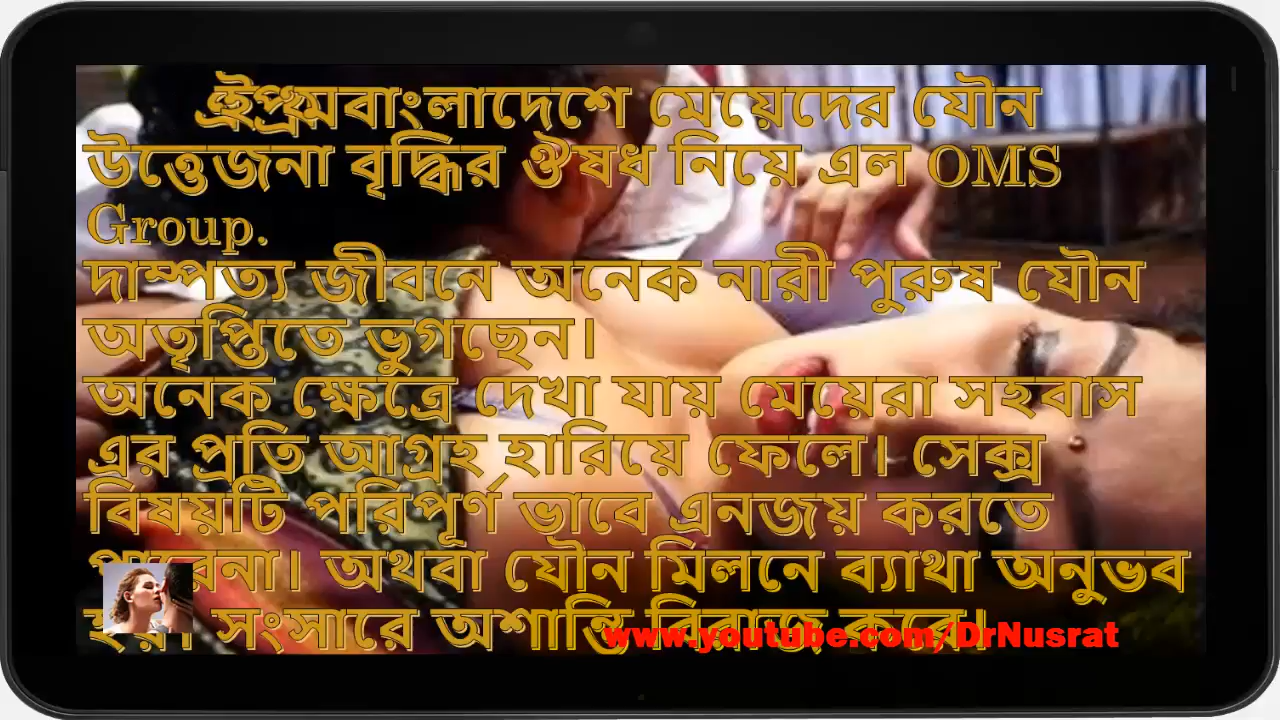 বাংলাদেশে মেয়েদের যৌন
উত্তেজনা বৃদ্ধির ঔষধ নিয়ে এল OMS
Group.
দাম্পত্য জীবনে অনেক নারী পুরুষ যৌন
অতৃপ্তিতে ভুগছেন।
অনেক ক্ষেত্রে দেখা যায় মেয়েরা সহবাস
এর প্রতি আগ্রহ হারিয়ে ফেলে। সেক্স
বিষয়টি পরিপূর্ণ ভাবে এনজয় করতে
অথবা যৌন মিলনে ব্যাথা অনুভব
সংসারে অশান্তি বিরাজ করে।
www.youtube.com/DrNusrat